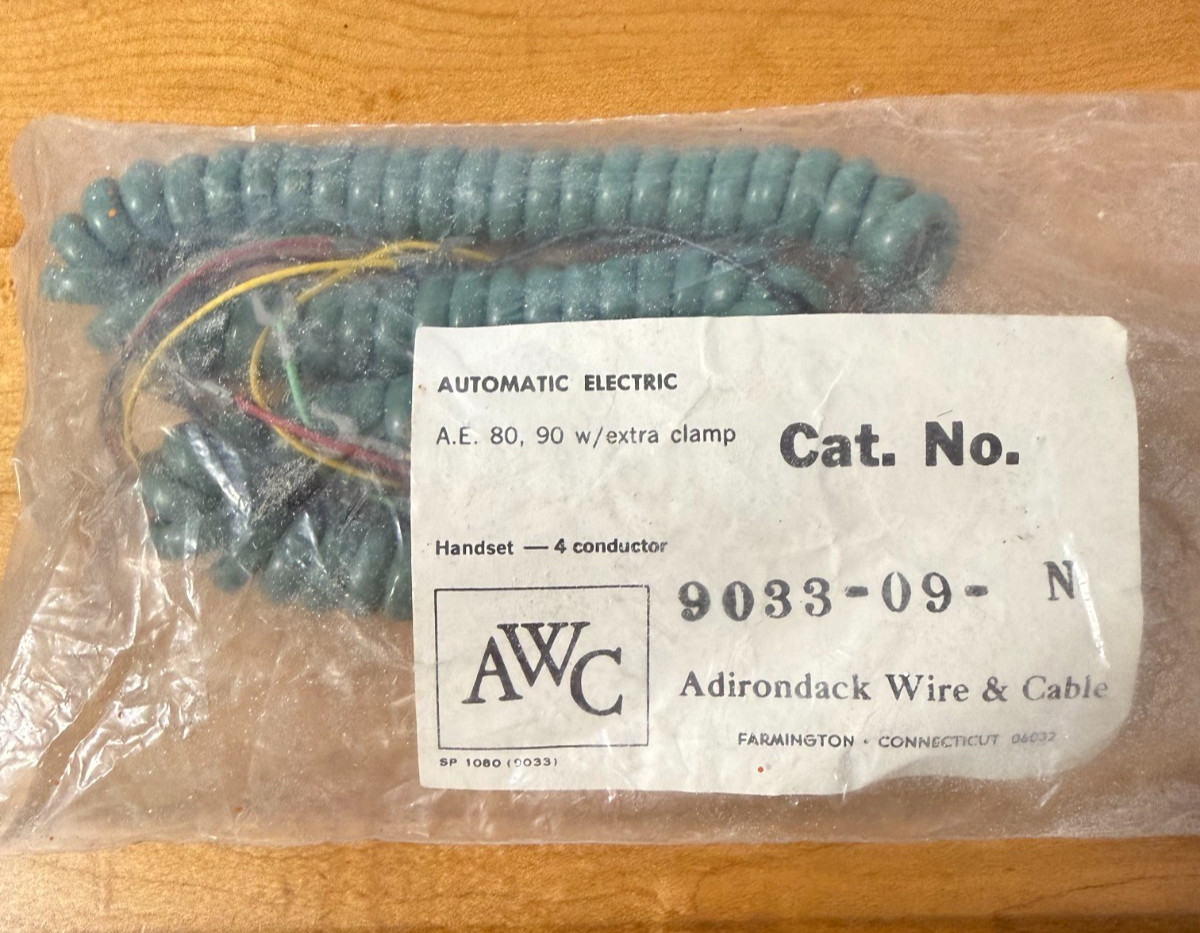 AUTOMATIC ELECTRIC
A.E. 80, 90 w/extra clamp
Cat. No.
Handset — 4 conductor
9033-09- N
AWC
Adirondack Wire & Cable
FARMINGTON • CONNECTICUT 06032
SP 1080 (9033)